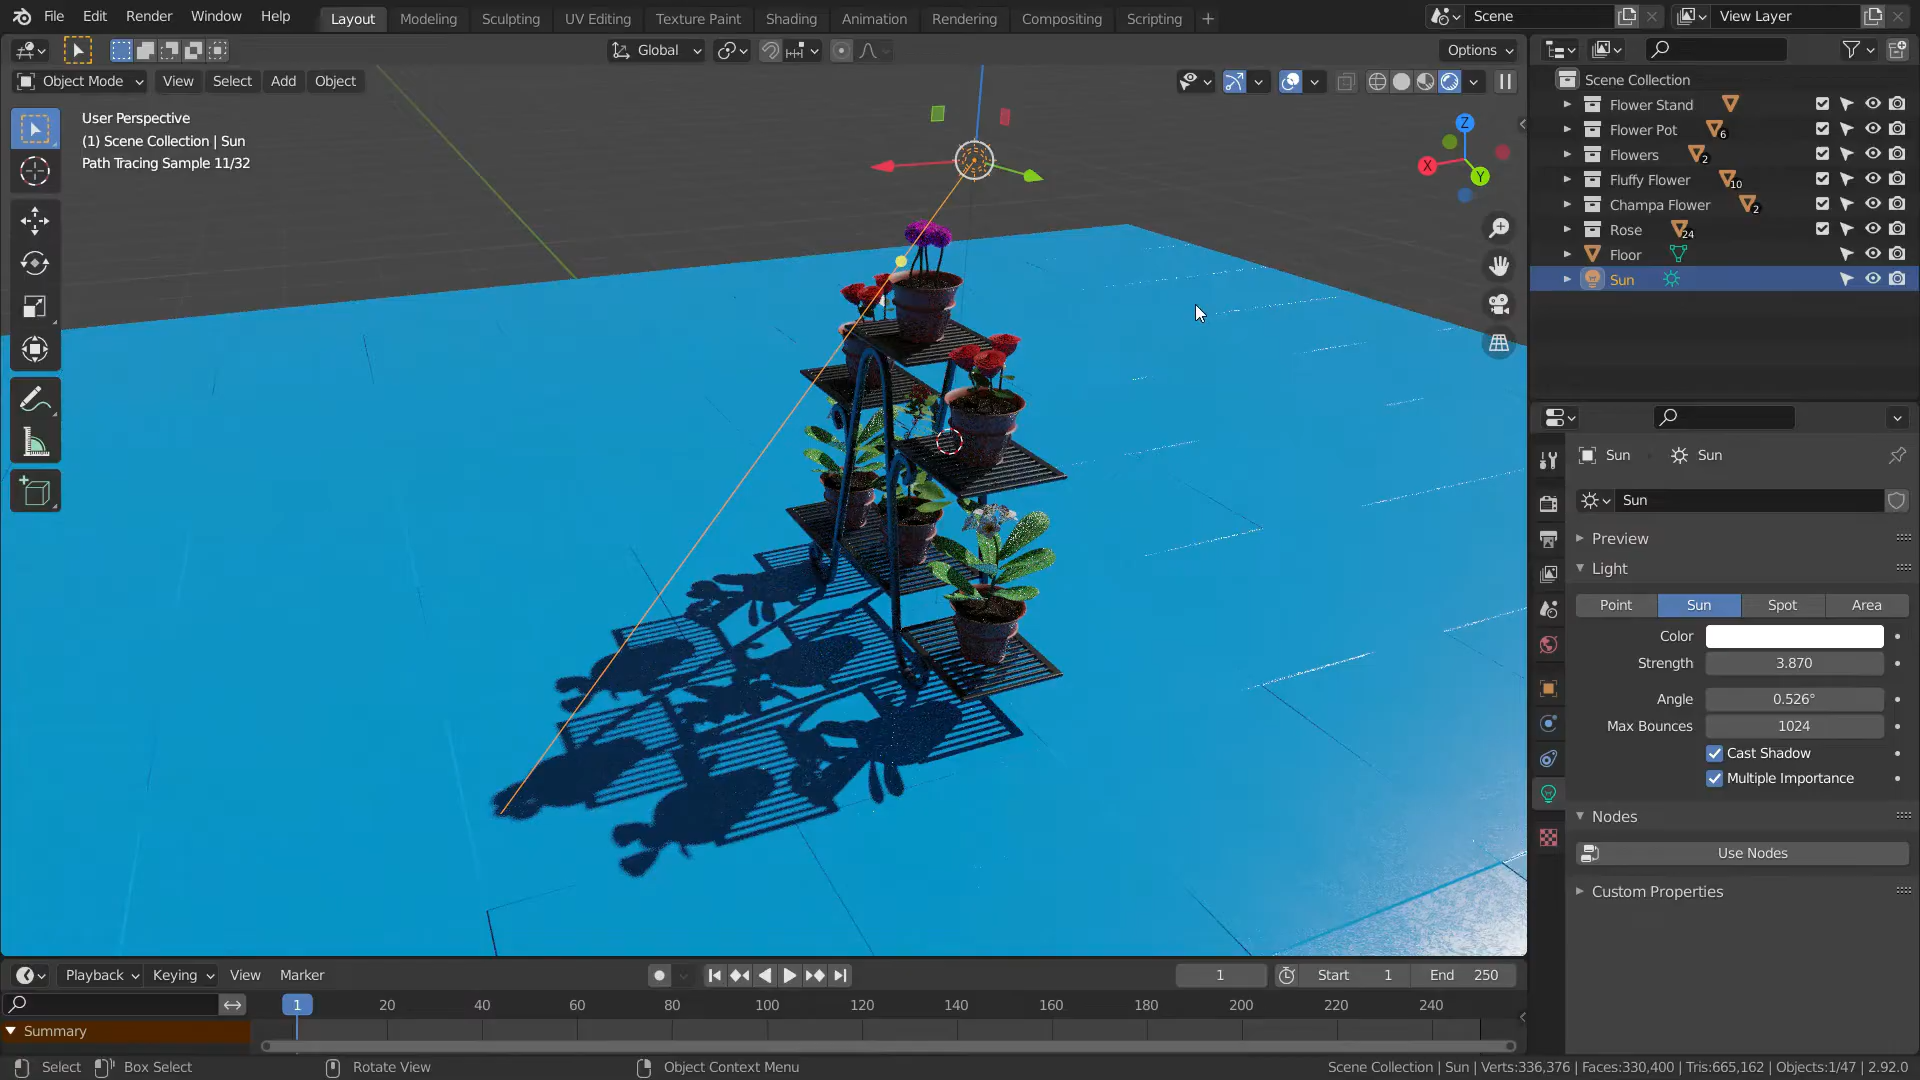 File Edit Render Window Help Layout Modeling Sculpting UV Editing Texture Paint Shading Animation Rendering Compositing Scripting + Scene View Layer
Global Options
Object Mode View Select Add Object
User Perspective
(1) Scene Collection | Sun
Path Tracing Sample 11/32
Z
X
Y
Scene Collection
Flower Stand
Flower Pot 6
Flowers 2
Fluffy Flower 10
Champa Flower 2
Rose 24
Floor
Sun
Sun Sun
Sun
Preview
Light
Point Sun Spot Area
Color
Strength 3.870
Angle 0.526°
Max Bounces 1024
Cast Shadow
Multiple Importance
Nodes
Use Nodes
Custom Properties
Playback Keying View Marker 1 Start 1 End 250
1 20 40 60 80 100 120 140 160 180 200 220 240
Summary
Select Box Select Rotate View Object Context Menu Scene Collection | Sun | Verts:336,376 | Faces:330,400 | Tris:665,162 | Objects:1/47 | 2.92.0